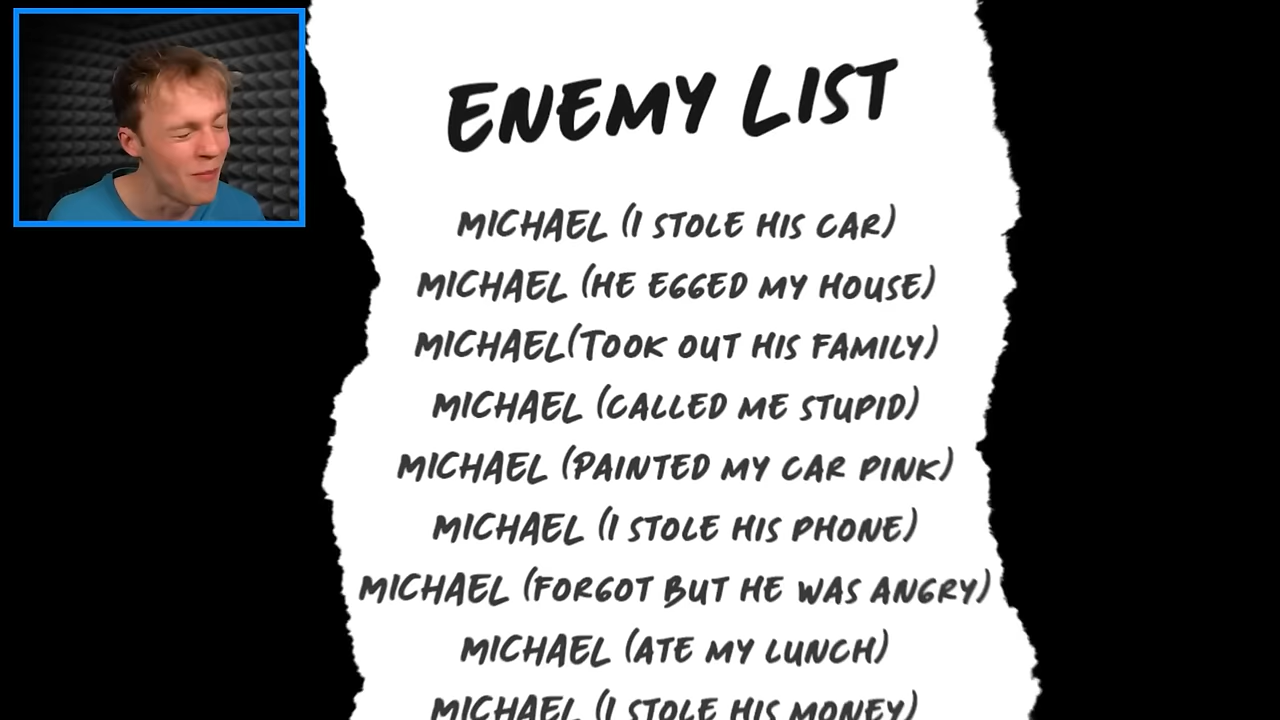 ENEMY LIST
MICHAEL (I STOLE HIS CAR)
MICHAEL (HE EGGED MY HOUSE)
MICHAEL(TOOK OUT HIS FAMILY)
MICHAEL (CALLED ME STUPID)
MICHAEL (PAINTED MY CAR PINK)
MICHAEL (I STOLE HIS PHONE)
MICHAEL (FORGOT BUT HE WAS ANGRY)
MICHAEL (ATE MY LUNCH)
MICHAEL (I STOLE HIS MONEY)